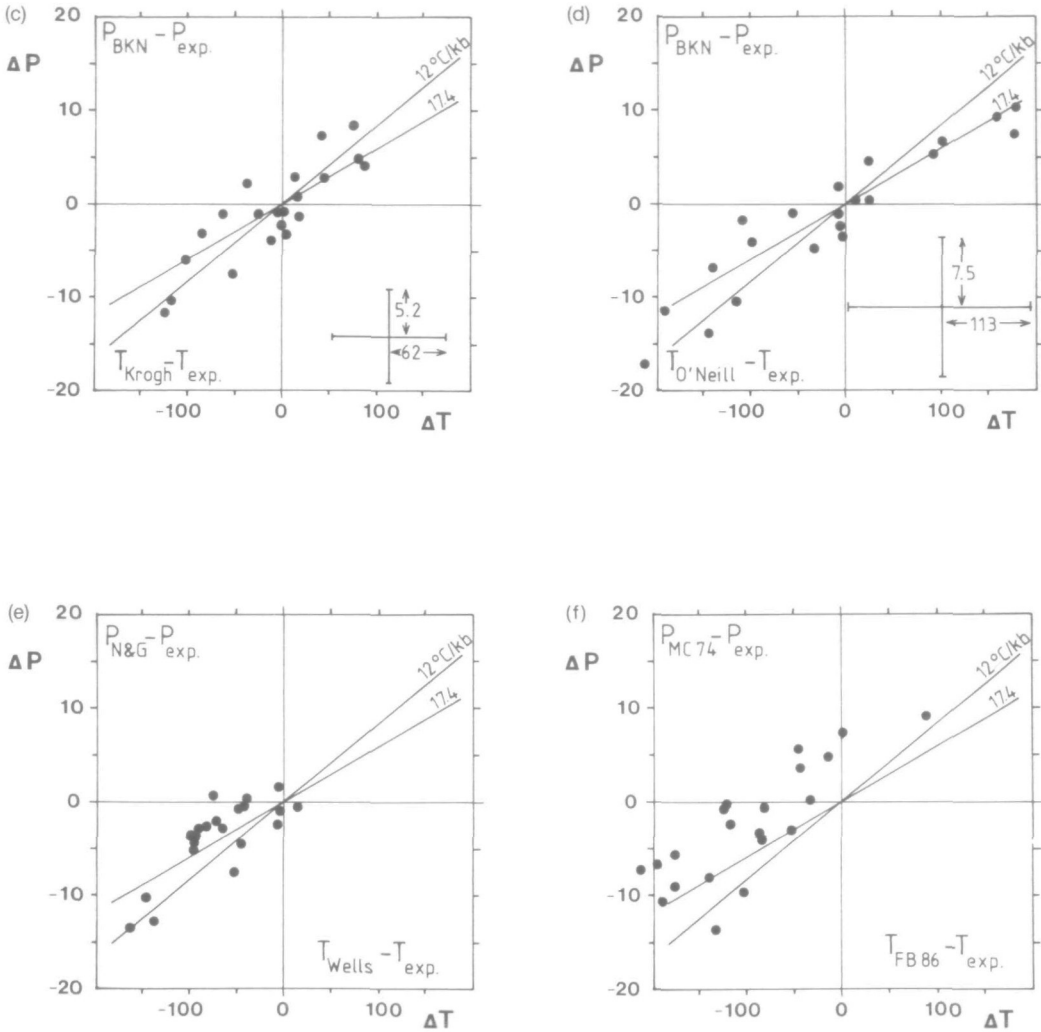 (c)
20
P_BKN - P_exp.
ΔP
12°C/kb
17.4
10
0
-10
5.2
62
T_Krogh - T_exp.
-20
-100
0
100
ΔT
(d)
20
P_BKN - P_exp.
ΔP
12°C/kb
17.4
10
0
-10
7.5
113
T_O'Neill - T_exp.
-20
-100
0
100
ΔT
(e)
20
P_N&G - P_exp.
ΔP
12°C/kb
17.4
10
0
-10
T_Wells - T_exp.
-20
-100
0
100
ΔT
(f)
20
P_MC74 - P_exp.
ΔP
12°C/kb
17.4
10
0
-10
T_FB86 - T_exp.
-20
-100
0
100
ΔT